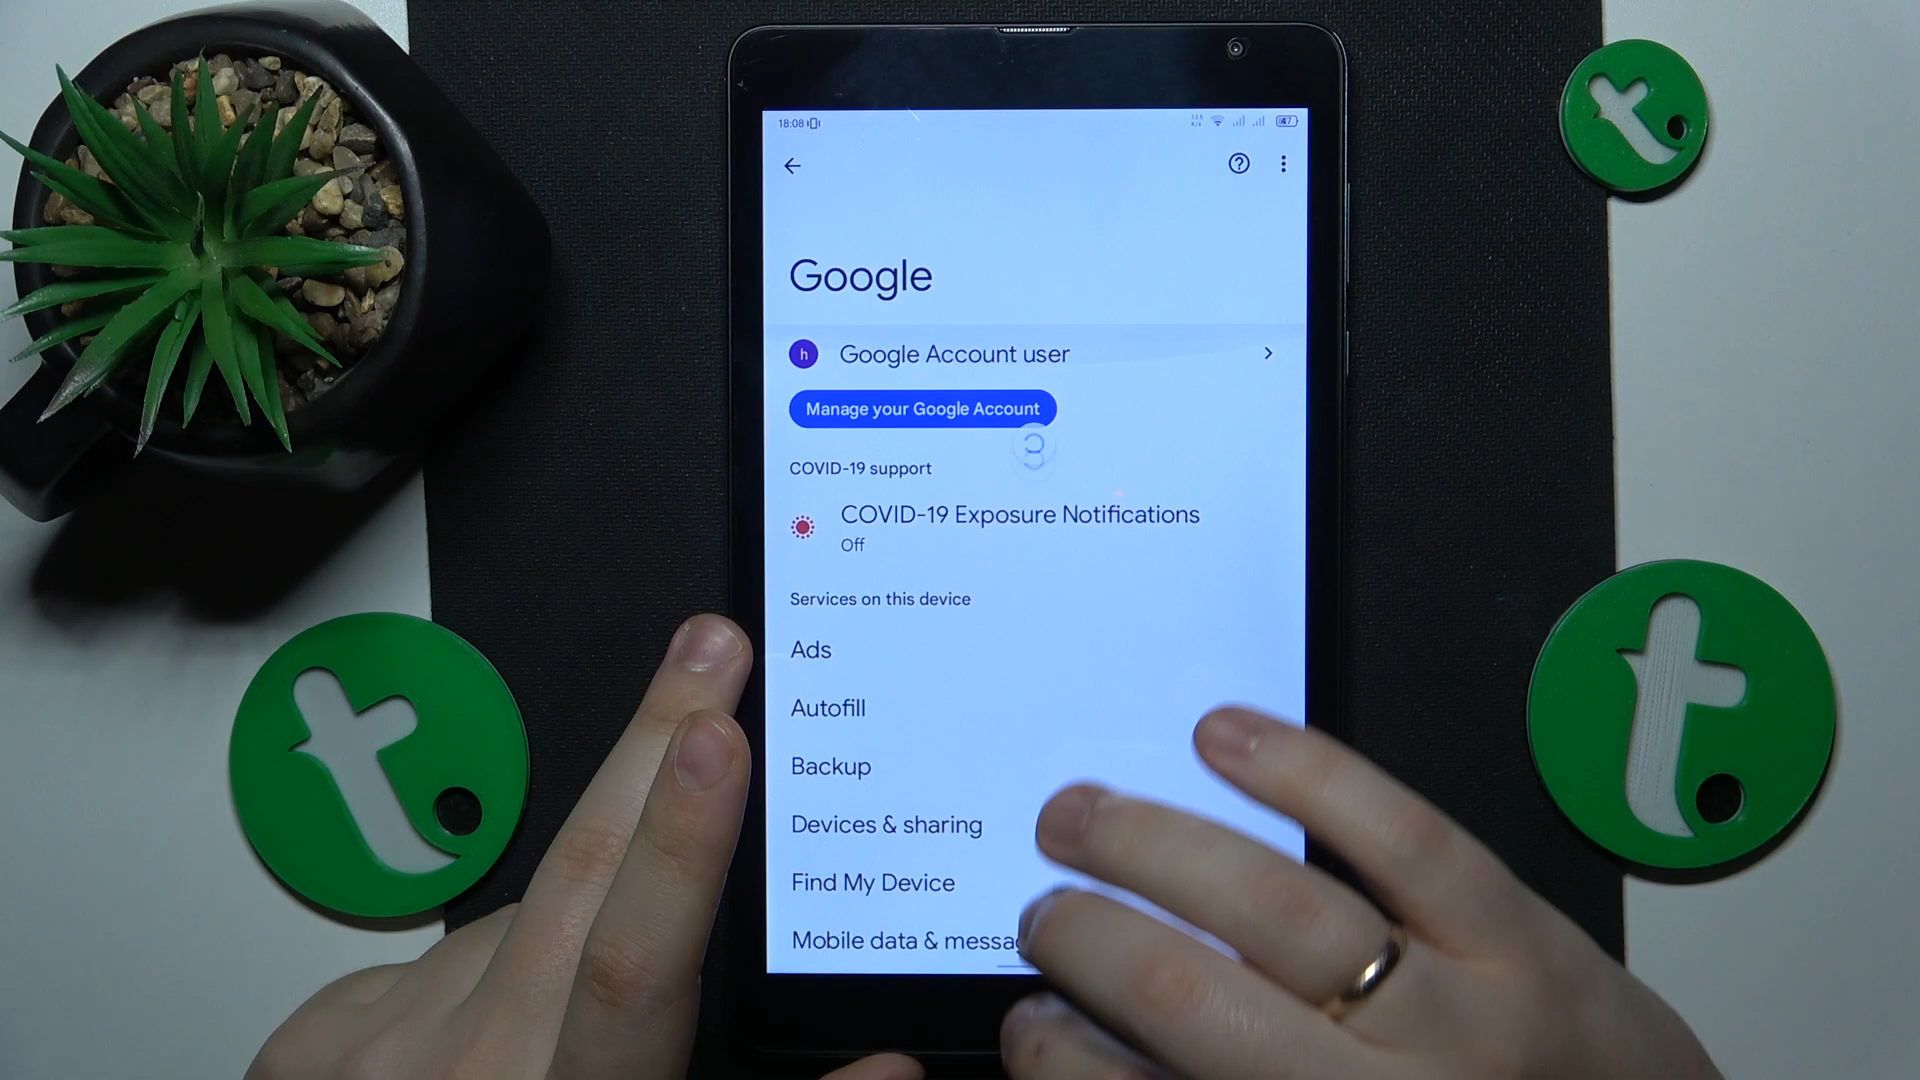 18:08
47
Google
h Google Account user
Manage your Google Account
COVID-19 support
COVID-19 Exposure Notifications
Off
Services on this device
Ads
Autofill
Backup
Devices & sharing
Find My Device
Mobile data &